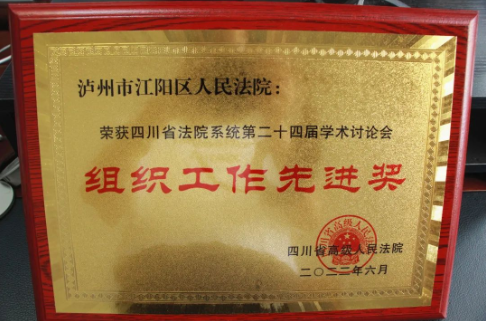 泸州市江阳区人民法院：
荣获四川省法院系统第二十四届学术讨论会
组织工作先进奖
四川省高级人民法院
二〇二二年六月